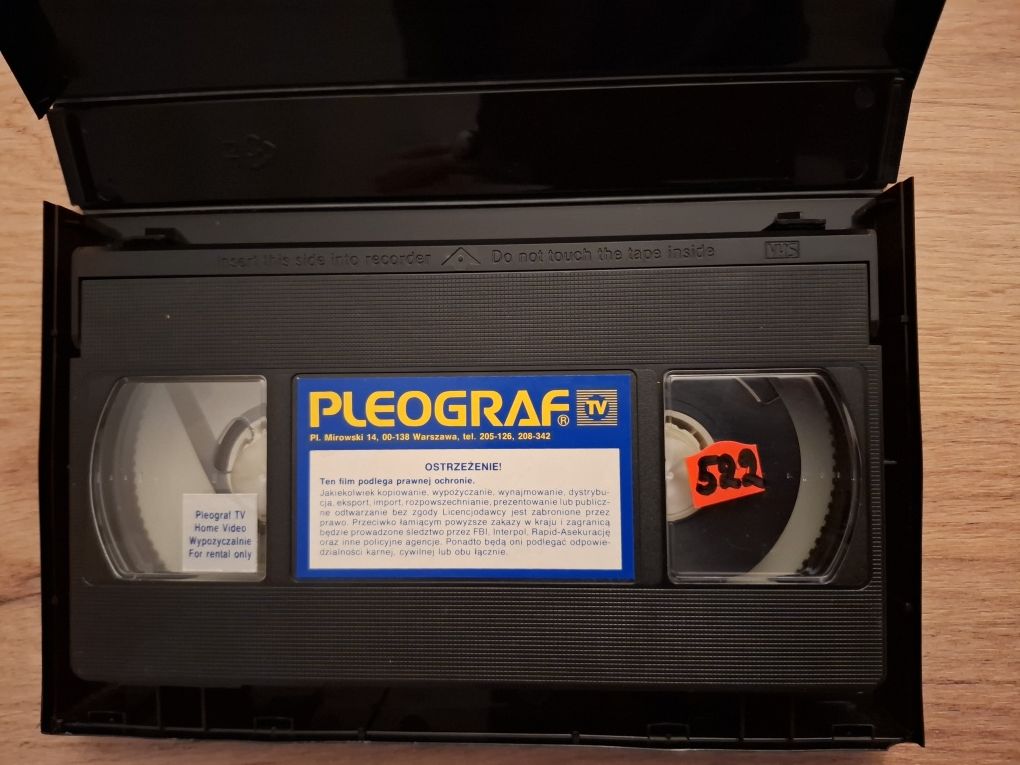 Insert this side into recorder Do not touch the tape inside VHS
PLEOGRAF® TV
Pl. Mirowski 14, 00-138 Warszawa, tel. 205-126, 208-342
OSTRZEŻENIE!
Ten film podlega prawnej ochronie.
Jakiekolwiek kopiowanie, wypożyczanie, wynajmowanie, dystrybu-
cja, eksport, import, rozpowszechnianie, prezentowanie lub publicz-
ne odtwarzanie bez zgody Licencjodawcy jest zabronione przez
prawo. Przeciwko łamiącym powyższe zakazy w kraju i zagranicą
będzie prowadzone śledztwo przez FBI, Interpol, Rapid-Asekurację
oraz inne policyjne agencje. Ponadto będą oni podlegać odpowie-
dzialności karnej, cywilnej lub obu łącznie.
Pleograf TV
Home Video
Wypożyczalnie
For rental only
522